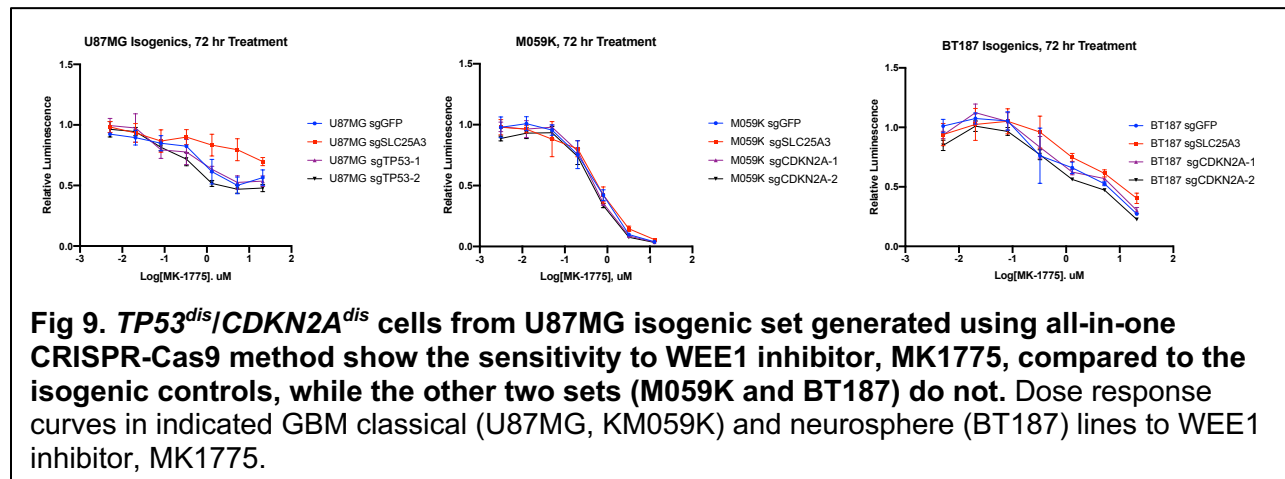 U87MG Isogenics, 72 hr Treatment
1.5
1.0
0.5
0.0
Relative Luminescence
-3 -2 -1 0 1 2
Log[MK-1775]. uM
U87MG sgGFP
U87MG sgSLC25A3
U87MG sgTP53-1
U87MG sgTP53-2
M059K, 72 hr Treatment
1.5
1.0
0.5
0.0
Relative Luminescence
-3 -2 -1 0 1 2
Log[MK-1775], uM
M059K sgGFP
M059K sgSLC25A3
M059K sgCDKN2A-1
M059K sgCDKN2A-2
BT187 Isogenics, 72 hr Treatment
1.5
1.0
0.5
0.0
Relative Luminescence
-3 -2 -1 0 1 2
Log[MK-1775. uM
BT187 sgGFP
BT187 sgSLC25A3
BT187 sgCDKN2A-1
BT187 sgCDKN2A-2
Fig 9. TP53dis/CDKN2Adis cells from U87MG isogenic set generated using all-in-one
CRISPR-Cas9 method show the sensitivity to WEE1 inhibitor, MK1775, compared to the
isogenic controls, while the other two sets (M059K and BT187) do not. Dose response
curves in indicated GBM classical (U87MG, KM059K) and neurosphere (BT187) lines to WEE1
inhibitor, MK1775.